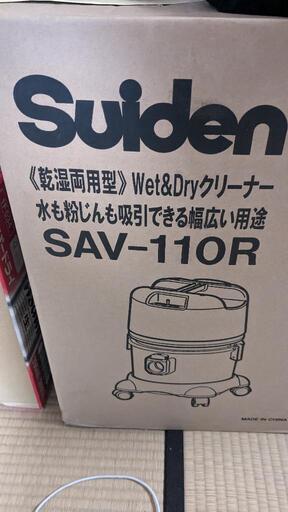 Suiden
《乾湿両用型》Wet&Dryクリーナー
水も粉じんも吸引できる幅広い用途
SAV-110R
MADE IN CHINA